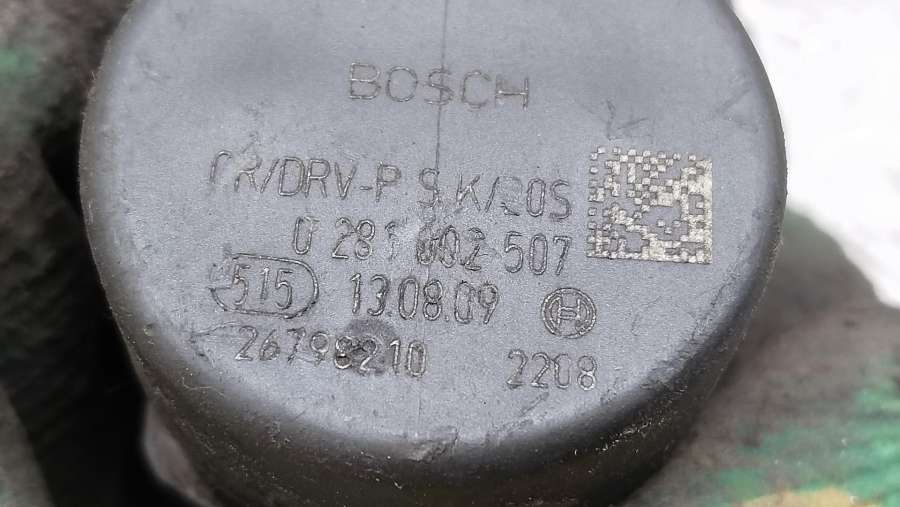 BOSCH
CR/DRV-P S K/20S
0 281 002 507
515 13.08.09
26798210 2208